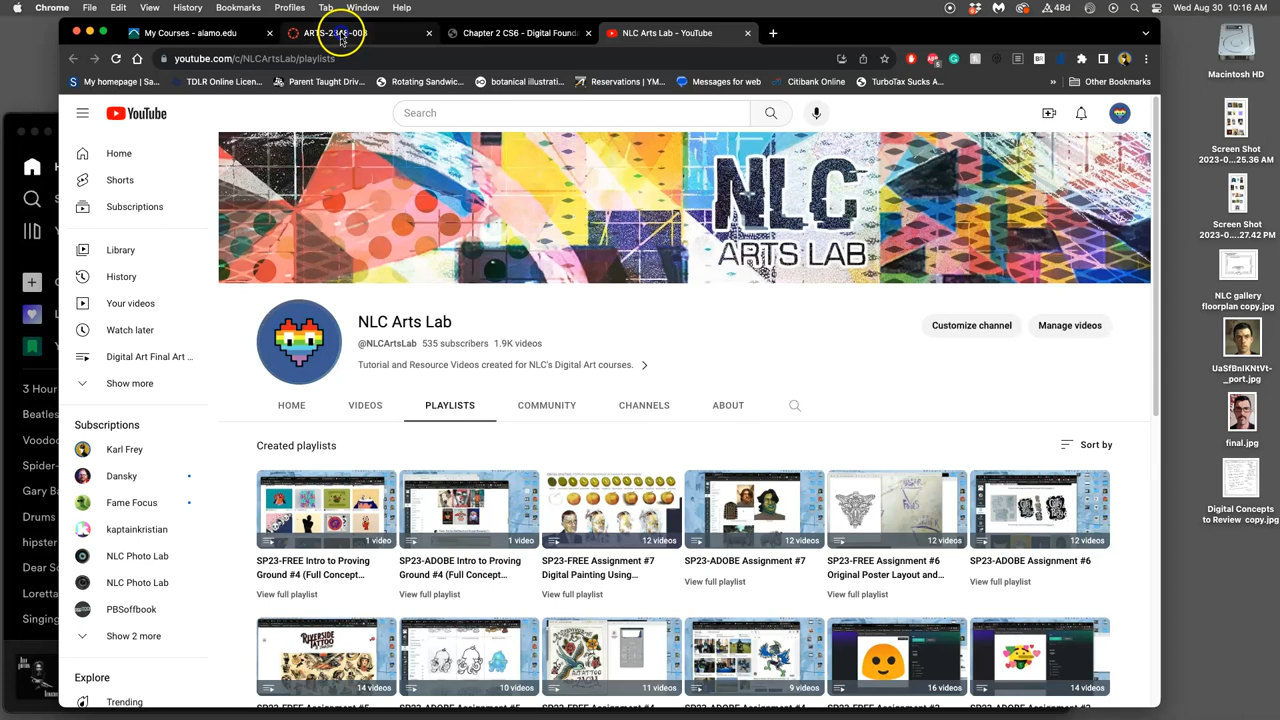 Chrome File Edit View History Bookmarks Profiles Tab Window Help 48d Wed Aug 30 10:16 AM
My Courses - alamo.edu Chapter 2 CS6 - Digital Founda NLC Arts Lab - YouTube
youtube.com/c/NLCArtsLab/playlists
My homepage | Sa... TDLR Online Licen... Parent Taught Driv... Rotating Swandwic... botanical illustrati... Reservations | YM... Messages for web Citibank Online TurboTax Sucks A... » Other Bookmarks
YouTube
Search
Home
Shorts
Subscriptions
Library
History
Your videos
Watch later
Digital Art Final Art ...
Show more
Subscriptions
Karl Frey
Dansky
Fame Focus
kaptainkristian
NLC Photo Lab
NLC Photo Lab
PBSoffbook
Show 2 more
Explore
Trending
NLC
ARTS LAB
NLC Arts Lab
@NLCArtsLab 535 subscribers 1.9K videos
Tutorial and Resource Videos created for NLC's Digital Art courses.
Customize channel
Manage videos
HOME VIDEOS PLAYLISTS COMMUNITY CHANNELS ABOUT
Created playlists
Sort by
1 video
1 video
12 videos
12 videos
12 videos
12 videos
SP23-FREE Intro to Proving Ground #4 (Full Concept...
View full playlist
SP23-ADOBE Intro to Proving Ground #4 (Full Concept...
View full playlist
SP23-FREE Assignment #7 Digital Painting Using...
View full playlist
SP23-ADOBE Assignment #7
View full playlist
SP23-FREE Assignment #6 Original Poster Layout and...
View full playlist
SP23-ADOBE Assignment #6
View full playlist
RIVERSIDE TATTOO
14 videos
10 videos
11 videos
9 videos
16 videos
14 videos
3 Hour
Beatles
Voodoo
Spider-
Gary Ba
Drums
hipster
Dear So
Loretta
Singing
Macintosh HD
Screen Shot
2023-0...25.36 AM
Screen Shot
2023-0....27.42 PM
NLC gallery
floorplan copy.jpg
UaSfBnIKNtVt-
_port.jpg
final.jpg
Digital Concepts
to Review copy.jpg